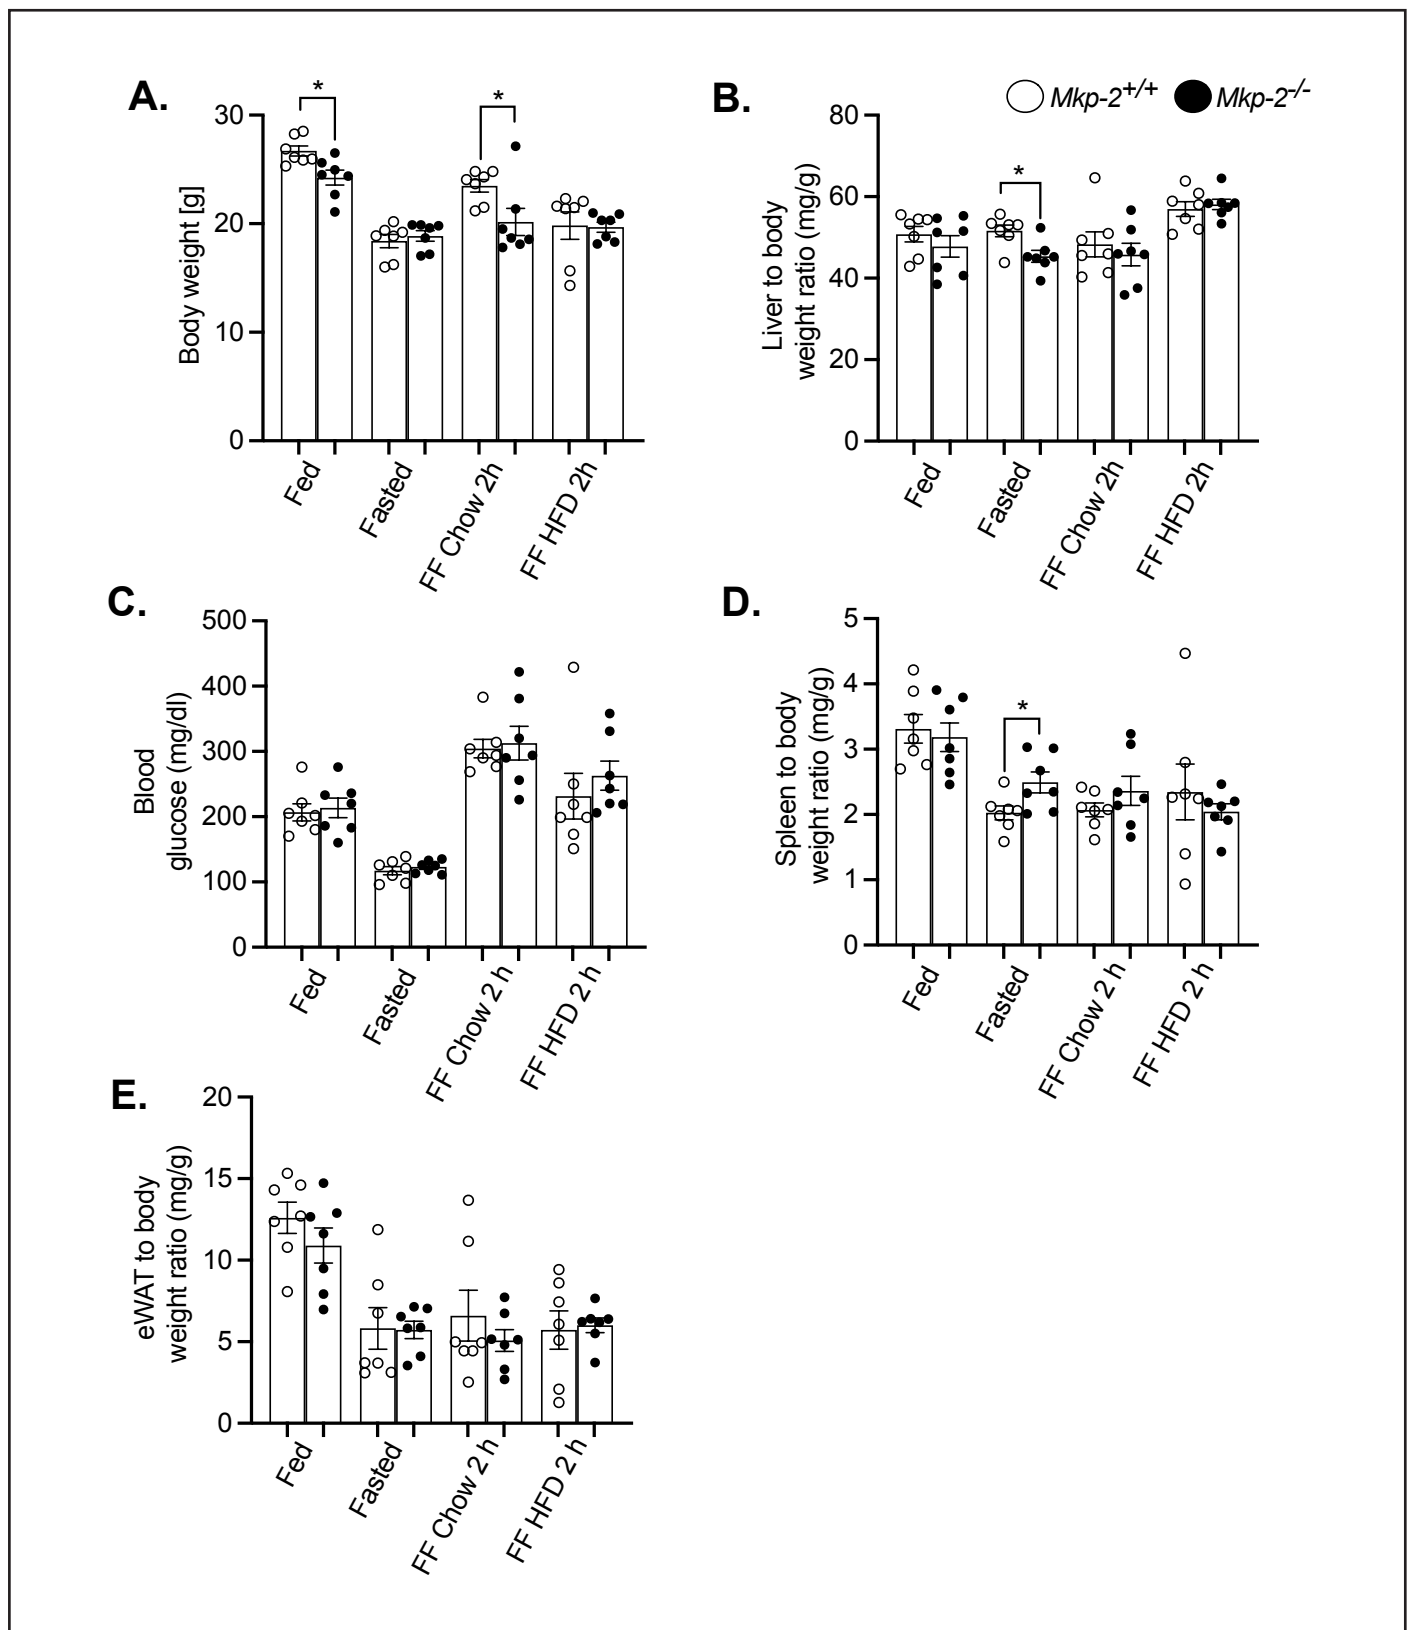 A.
*
*
30
20
10
0
Body weight [g]
Fed
Fasted
FF Chow 2h
FF HFD 2h
B.
Mkp-2+/+
Mkp-2-/-
*
80
60
40
20
0
Liver to body
weight ratio (mg/g)
Fed
Fasted
FF Chow 2h
FF HFD 2h
C.
500
400
300
200
100
0
Blood
glucose (mg/dl)
Fed
Fasted
FF Chow 2 h
FF HFD 2 h
D.
*
5
4
3
2
1
0
Spleen to body
weight ratio (mg/g)
Fed
Fasted
FF Chow 2 h
FF HFD 2 h
E.
20
15
10
5
0
eWAT to body
weight ratio (mg/g)
Fed
Fasted
FF Chow 2 h
FF HFD 2 h